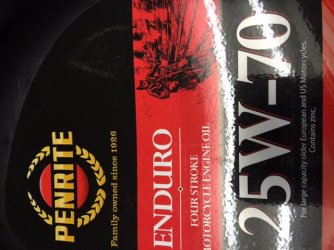 PENRITE
Family owned since 1926
ENDURO
FOUR STROKE
MOTORCYCLE ENGINE OIL
25W-70
For large capacity older European and US Motorcycles.
Contains zinc.